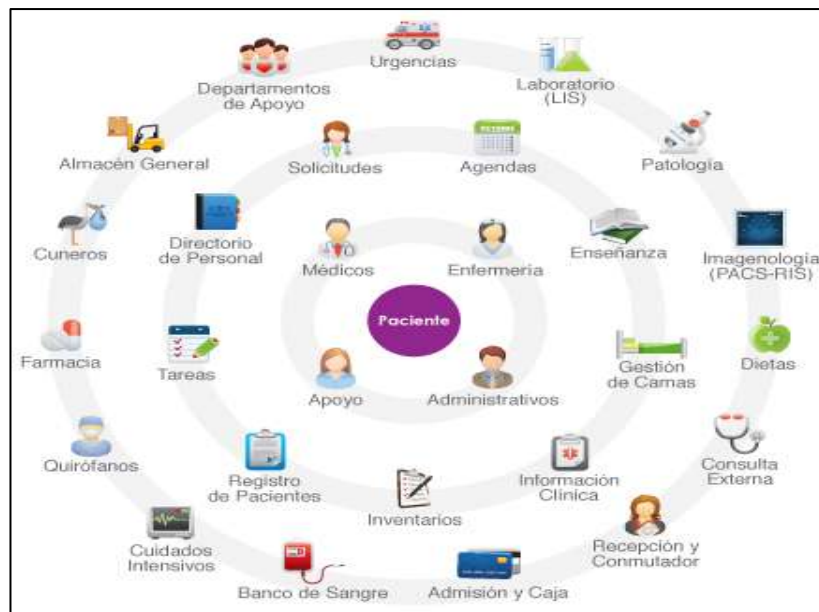 Urgencias
Departamentos
de Apoyo
Laboratorio
(LIS)
Almacén General
Solicitudes
Agendas
Patología
Cuneros
Directorio
de Personal
Médicos
Enfermería
Enseñanza
Imagenología
(PACS-RIS)
Paciente
Farmacia
Tareas
Apoyo
Administrativos
Gestión
de Camas
Dietas
Quirófanos
Registro
de Pacientes
Inventarios
Información
Clínica
Consulta
Externa
Cuidados
Intensivos
Banco de Sangre
Admisión y Caja
Recepción y
Conmutador